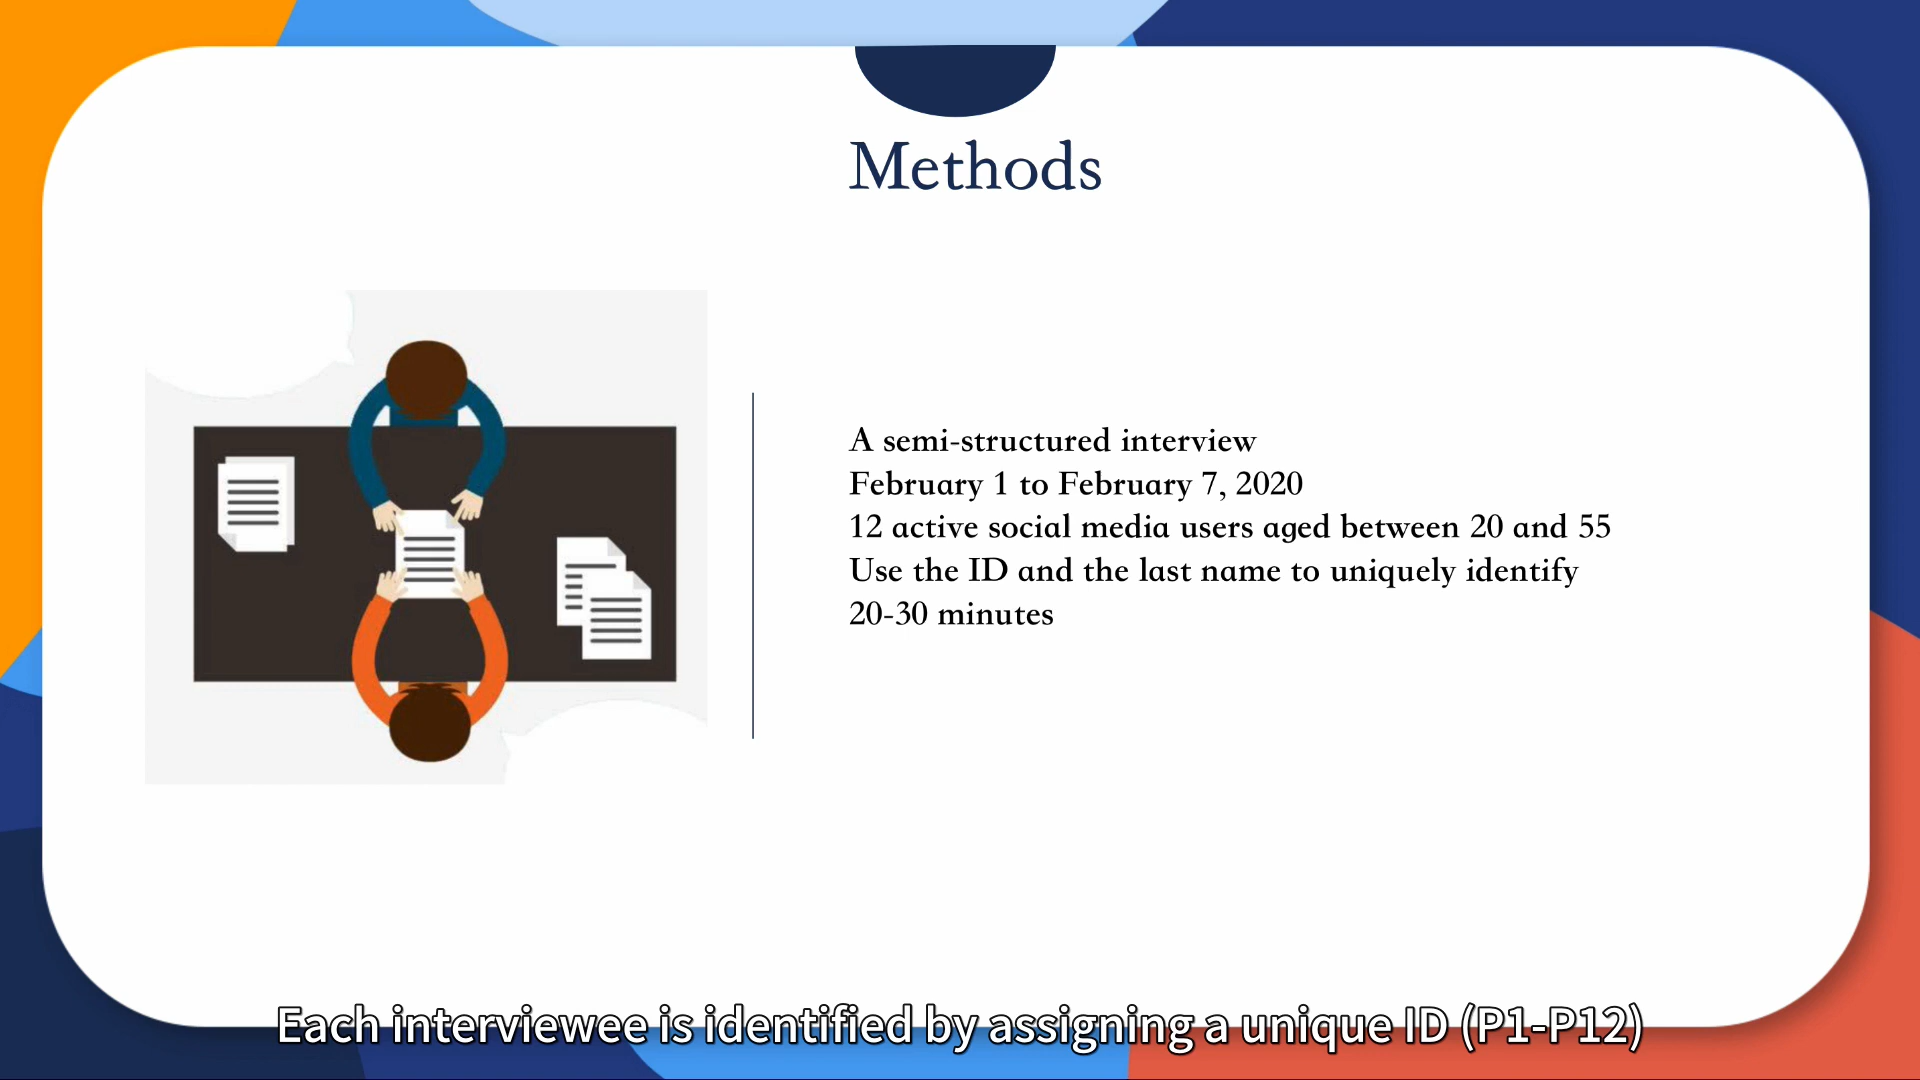 Methods
A semi-structured interview
February 1 to February 7, 2020
12 active social media users aged between 20 and 55
Use the ID and the last name to uniquely identify
20-30 minutes
Each interviewee is identified by assigning a unique ID (P1-P12)